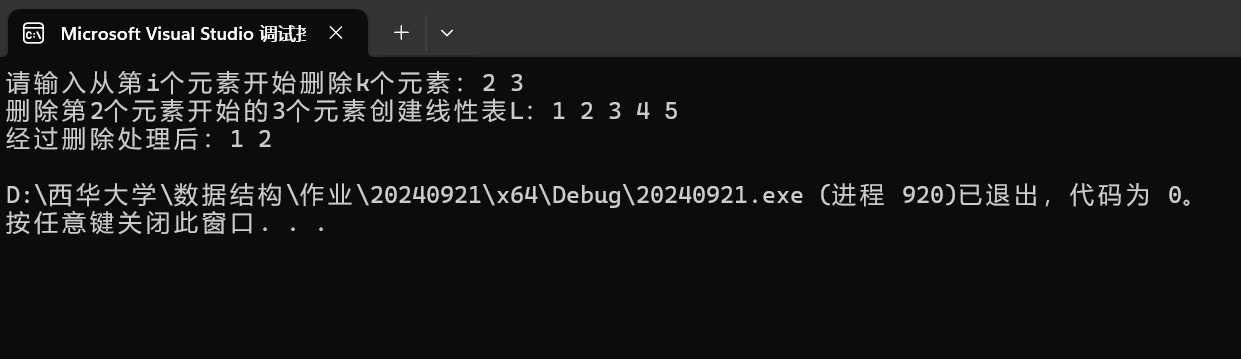 Microsoft Visual Studio 调试
请输入从第i个元素开始删除k个元素：2 3
删除第2个元素开始的3个元素创建线性表L：1 2 3 4 5
经过删除处理后：1 2
D:\西华大学\数据结构\作业\20240921\x64\Debug\20240921.exe (进程 920)已退出，代码为 0。
按任意键关闭此窗口. . .